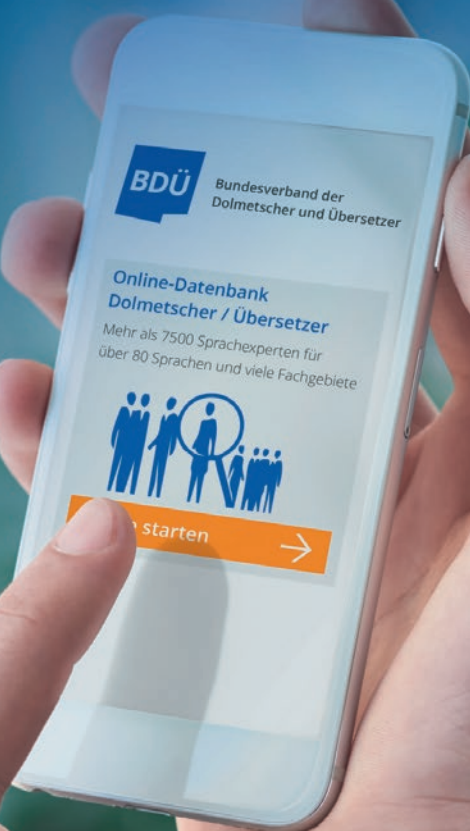 BDÜ
Bundesverband der
Dolmetscher und Übersetzer
Online-Datenbank
Dolmetscher / Übersetzer
Mehr als 7500 Sprachexperten für
über 80 Sprachen und viele Fachgebiete
starten